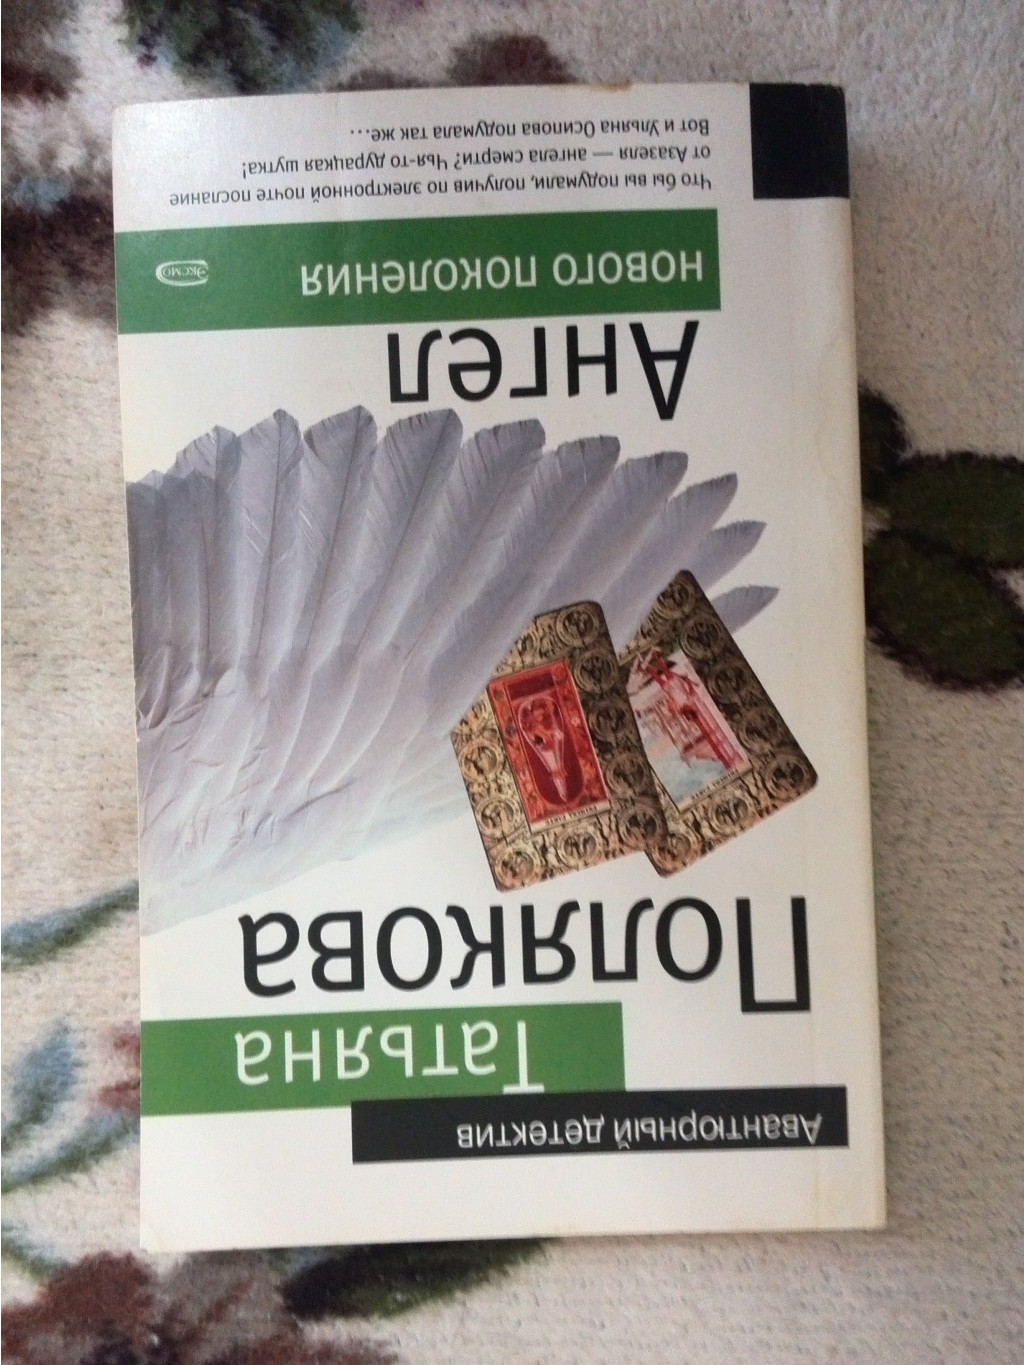 Авантюрный детектив
Татьяна
Полякова
Ангел
нового поколения
Эксмо
Что бы вы подумали, получив по электронной почте послание
от Азазеля — ангела смерти? Чья-то дурацкая шутка!
Вот и Ульяна Осипова подумала так же...